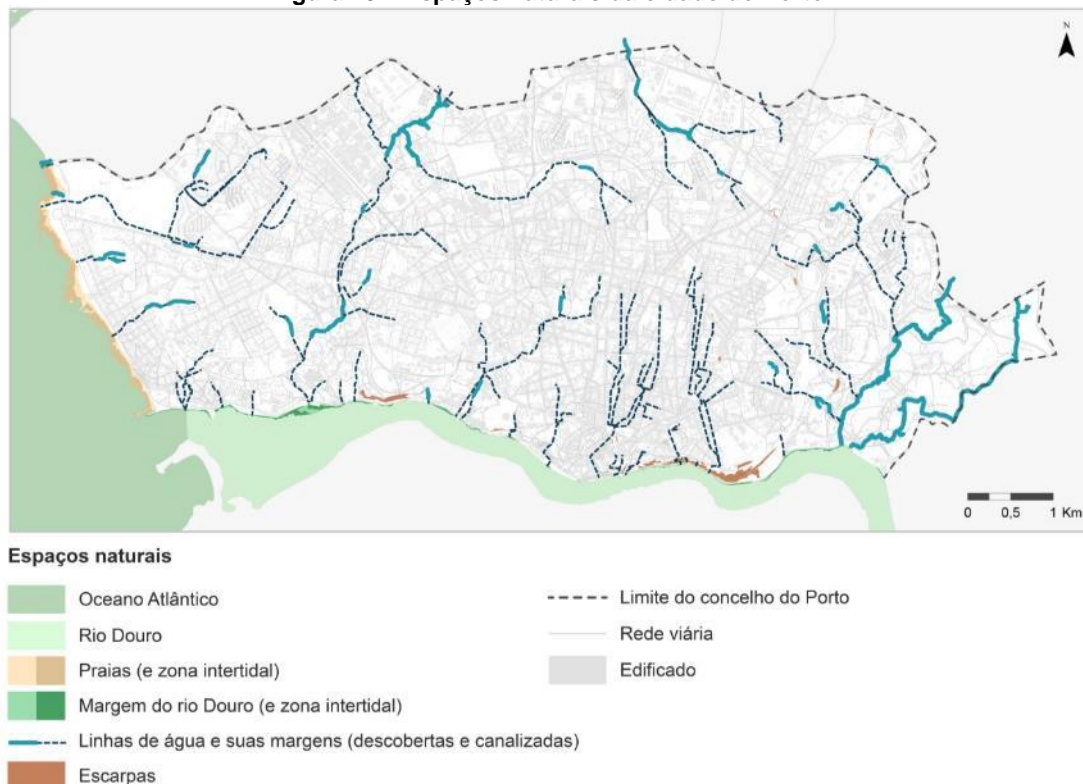 N
0 0,5 1 Km
Espaços naturais
Oceano Atlântico
Rio Douro
Praias (e zona intertidal)
Margem do rio Douro (e zona intertidal)
Linhas de água e suas margens (descobertas e canalizadas)
Escarpas
Limite do concelho do Porto
Rede viária
Edificado